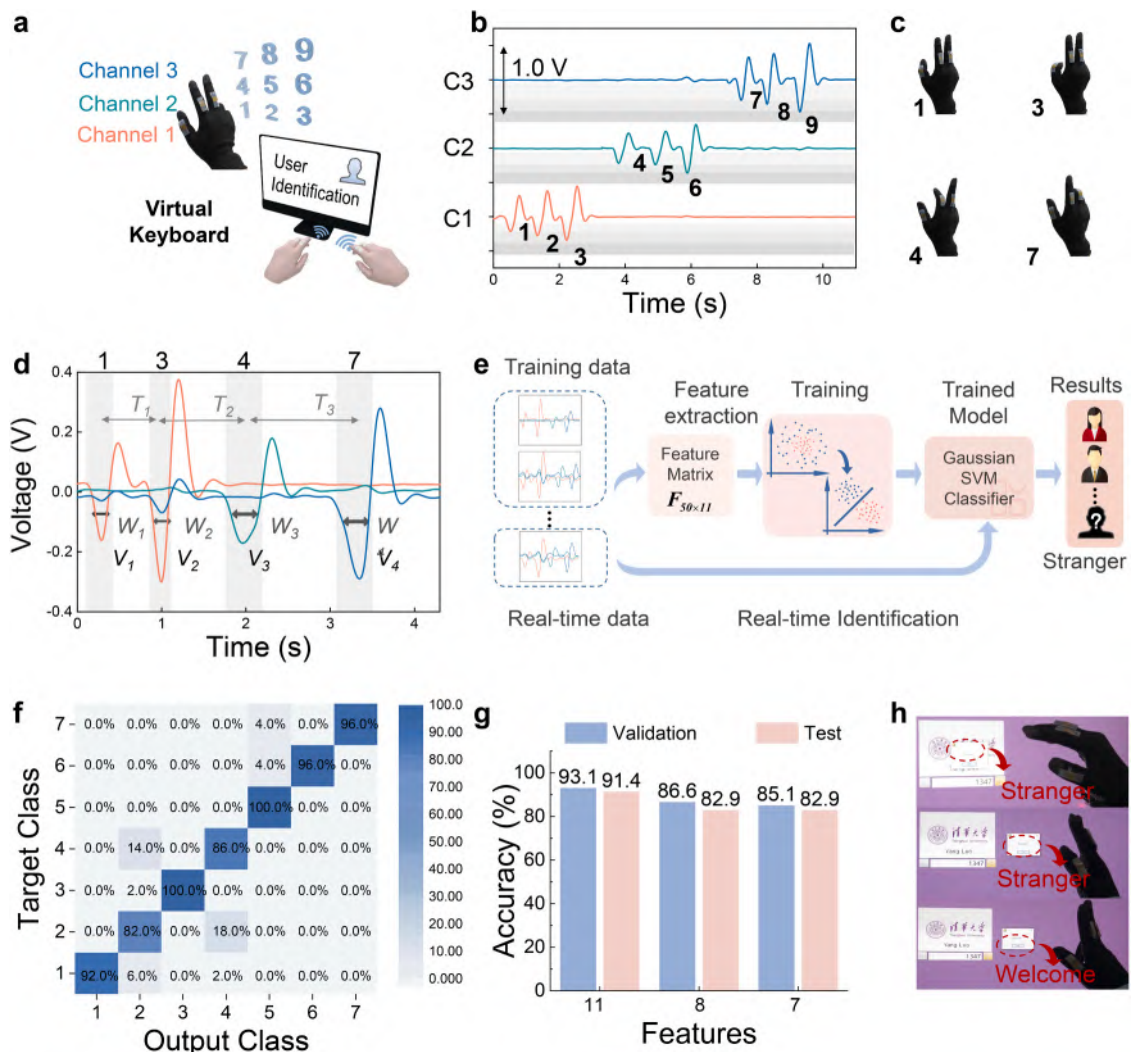 a
7 8 9
4 5 6
1 2 3
Channel 3
Channel 2
Channel 1
User
Identification
Virtual
Keyboard
b
1.0 V
C3
C2
C1
7
8
9
4
5
6
1
2
3
0 2 4 6 8 10
Time (s)
c
1
3
4
7
d
1 3 4 7
0.4
0.2
0.0
-0.2
-0.4
Voltage (V)
T1 T2 T3
W1 W2 W3 W
V1 V2 V3 V4
0 1 2 3 4
Time (s)
e
Training data
Feature
extraction
Training
Trained
Model
Results
Feature
Matrix
F50×11
Gaussian
SVM
Classifier
?
Stranger
Real-time data
Real-time Identification
f
Target Class
7 0.0% 0.0% 0.0% 0.0% 4.0% 0.0% 96.0%
6 0.0% 0.0% 0.0% 0.0% 4.0% 96.0% 0.0%
5 0.0% 0.0% 0.0% 0.0% 100.0% 0.0% 0.0%
4 0.0% 14.0% 0.0% 86.0% 0.0% 0.0% 0.0%
3 0.0% 2.0% 100.0% 0.0% 0.0% 0.0% 0.0%
2 0.0% 82.0% 0.0% 18.0% 0.0% 0.0% 0.0%
1 92.0% 6.0% 0.0% 2.0% 0.0% 0.0% 0.0%
1 2 3 4 5 6 7
Output Class
100.0
90.00
80.00
70.00
60.00
50.00
40.00
30.00
20.00
10.00
0.000
g
Validation Test
Accuracy (%)
100
80
60
40
20
0
93.1 91.4 86.6 82.9 85.1 82.9
11 8 7
Features
h
1347
Stranger
清華大学
1347
Stranger
清華大学
1347
Welcome